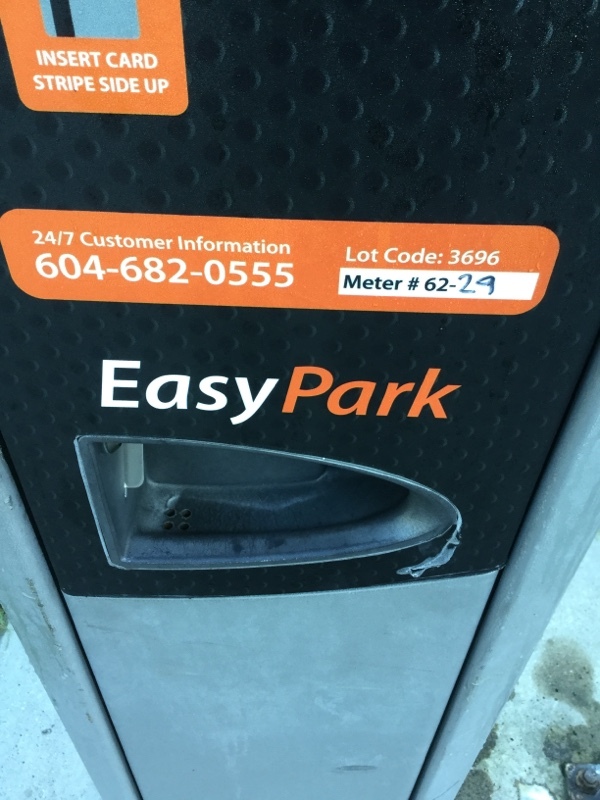 INSERT CARD
STRIPE SIDE UP
24/7 Customer Information
604-682-0555
Lot Code: 3696
Meter # 62-29
EasyPark